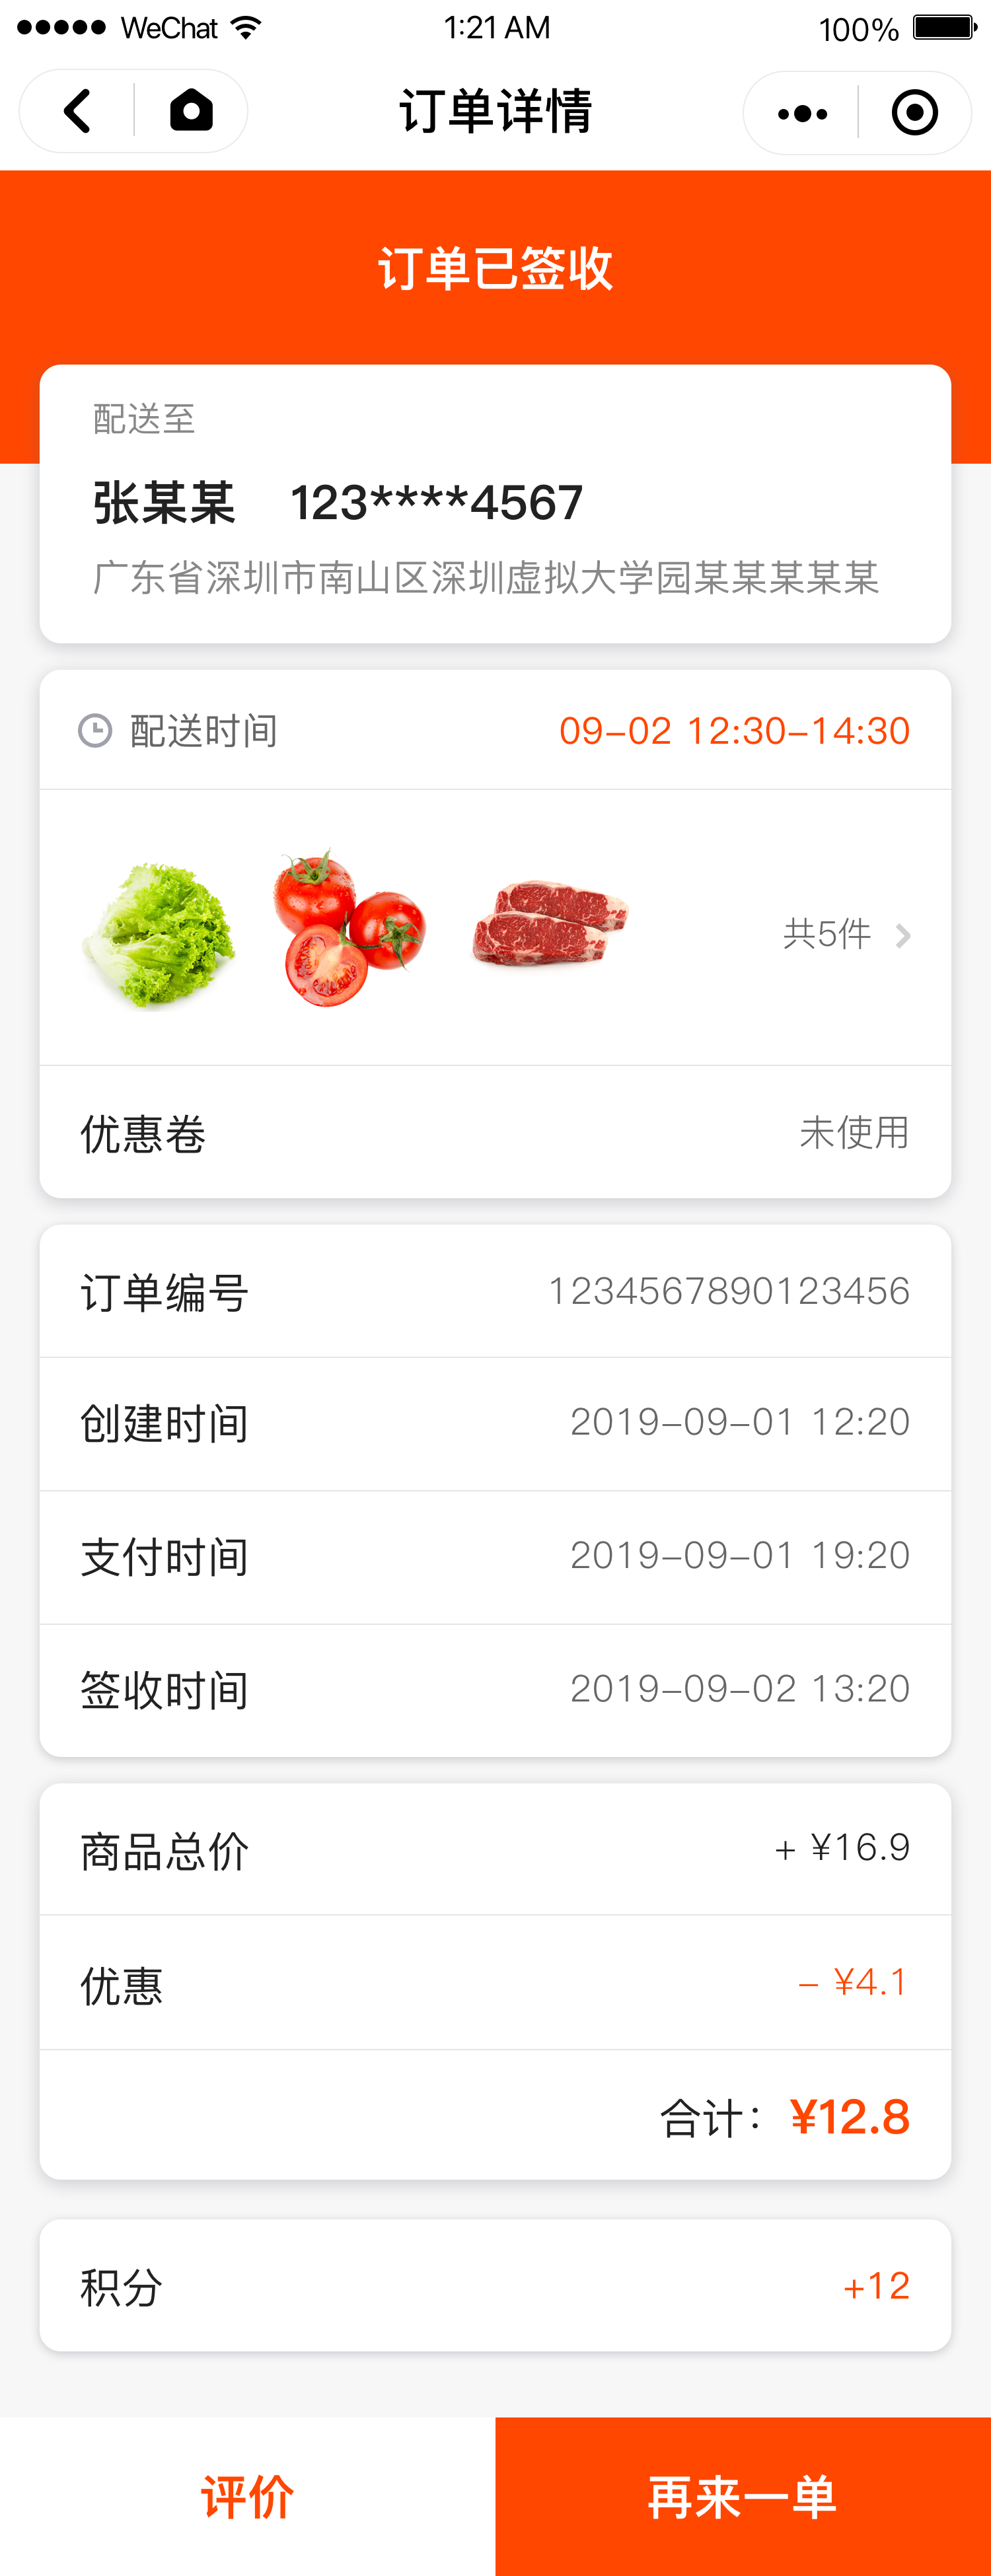 WeChat 1:21 AM 100%
订单详情
订单已签收
配送至
张某某 123****4567
广东省深圳市南山区深圳虚拟大学园某某某某某
配送时间 09-02 12:30-14:30
共5件
优惠卷 未使用
订单编号 1234567890123456
创建时间 2019-09-01 12:20
支付时间 2019-09-01 19:20
签收时间 2019-09-02 13:20
商品总价 + ¥16.9
优惠 - ¥4.1
合计: ¥12.8
积分 +12
评价 再来一单